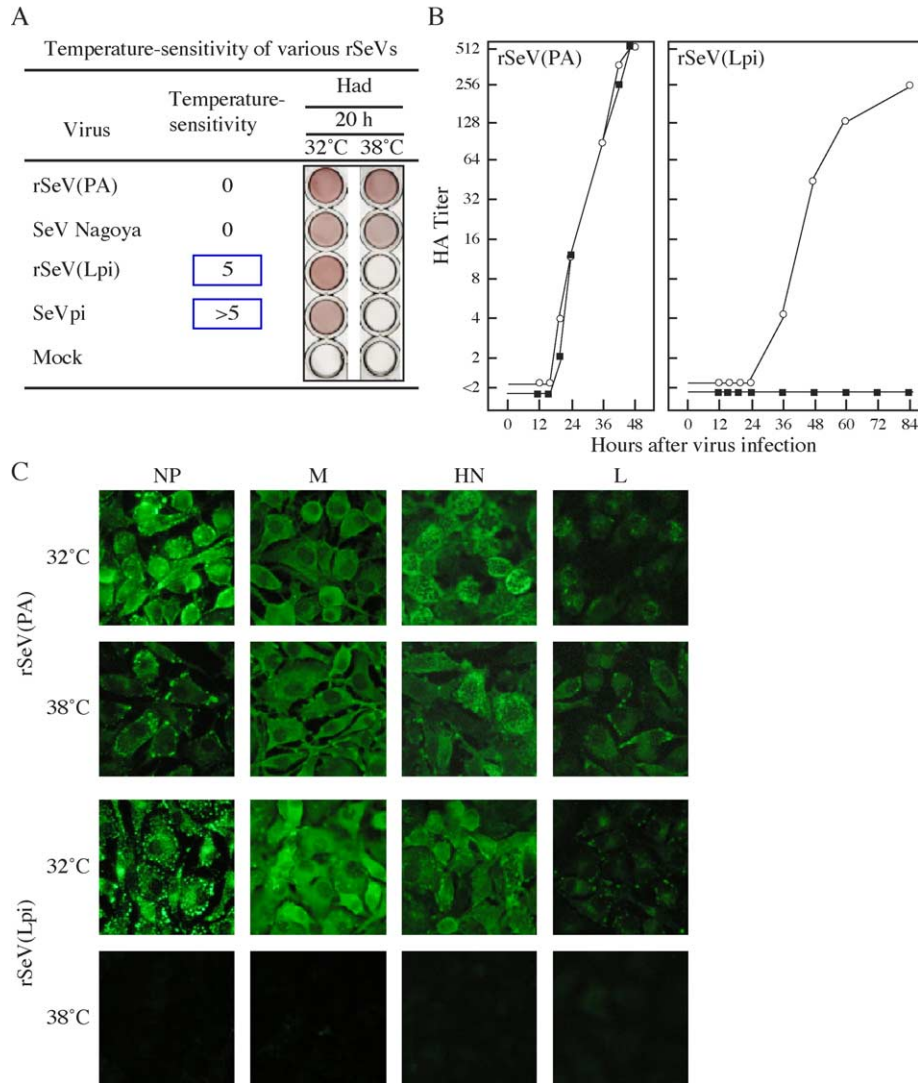 A
Temperature-sensitivity of various rSeVs
Virus
Temperature-
sensitivity
Had
20 h
32˚C 38˚C
rSeV(PA) 0
SeV Nagoya 0
rSeV(Lpi) 5
SeVpi >5
Mock
B
rSeV(PA) rSeV(Lpi)
HA Titer
512
256
128
64
32
16
8
4
2
<2
0 12 24 36 48 0 12 24 36 48 60 72 84
Hours after virus infection
C
NP M HN L
rSeV(PA)
32˚C
38˚C
rSeV(Lpi)
32˚C
38˚C